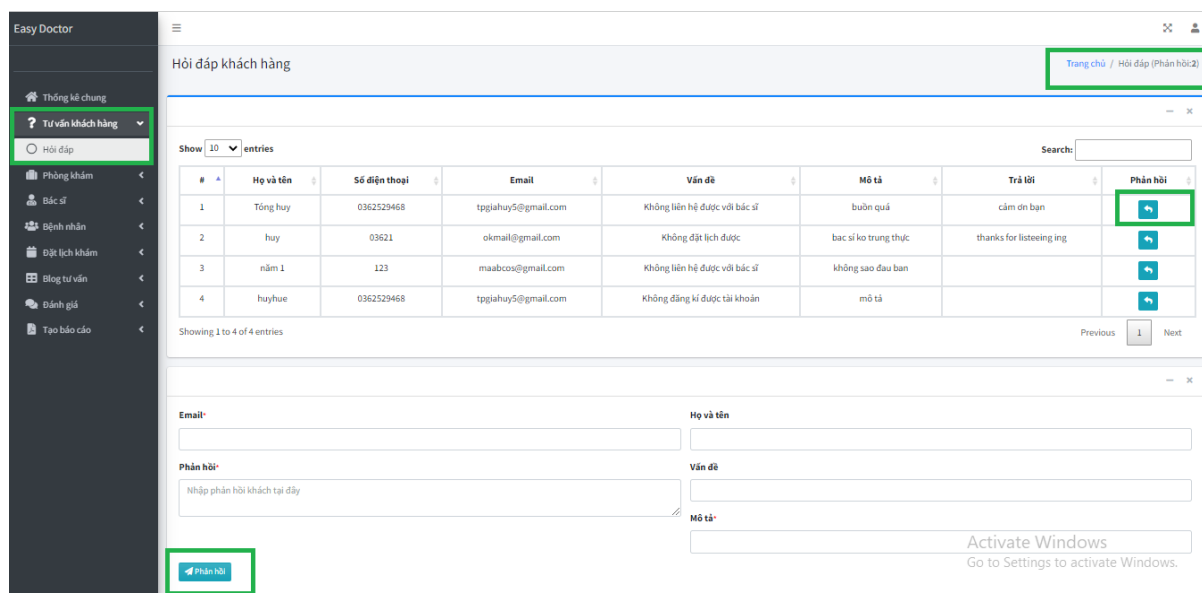 Easy Doctor
Hỏi đáp khách hàng
Trang chủ / Hỏi đáp (Phản hồi:2)
Thống kê chung
Tư vấn khách hàng
Hỏi đáp
Phòng khám
Bác sĩ
Bệnh nhân
Đặt lịch khám
Blog tư vấn
Đánh giá
Tạo báo cáo
Show 10 entries Search:
# Họ và tên Số điện thoại Email Vấn đề Mô tả Trả lời Phản hồi
1 Tống huy 0362529468 tpgiahuy5@gmail.com Không liên hệ được với bác sĩ buồn quá cảm ơn bạn
2 huy 03621 okmail@gmail.com Không đặt lịch được bac sĩ ko trung thực thanks for listeeing ing
3 năm 1 123 maabcos@gmail.com Không liên hệ được với bác sĩ không sao đau ban
4 huyhue 0362529468 tpgiahuy5@gmail.com Không đăng kí được tài khoản mô tả
Showing 1 to 4 of 4 entries Previous 1 Next
Email* Họ và tên
Phản hồi* Vấn đề
Nhập phản hồi khách tại đây
Mô tả*
Phản hồi
Activate Windows
Go to Settings to activate Windows.